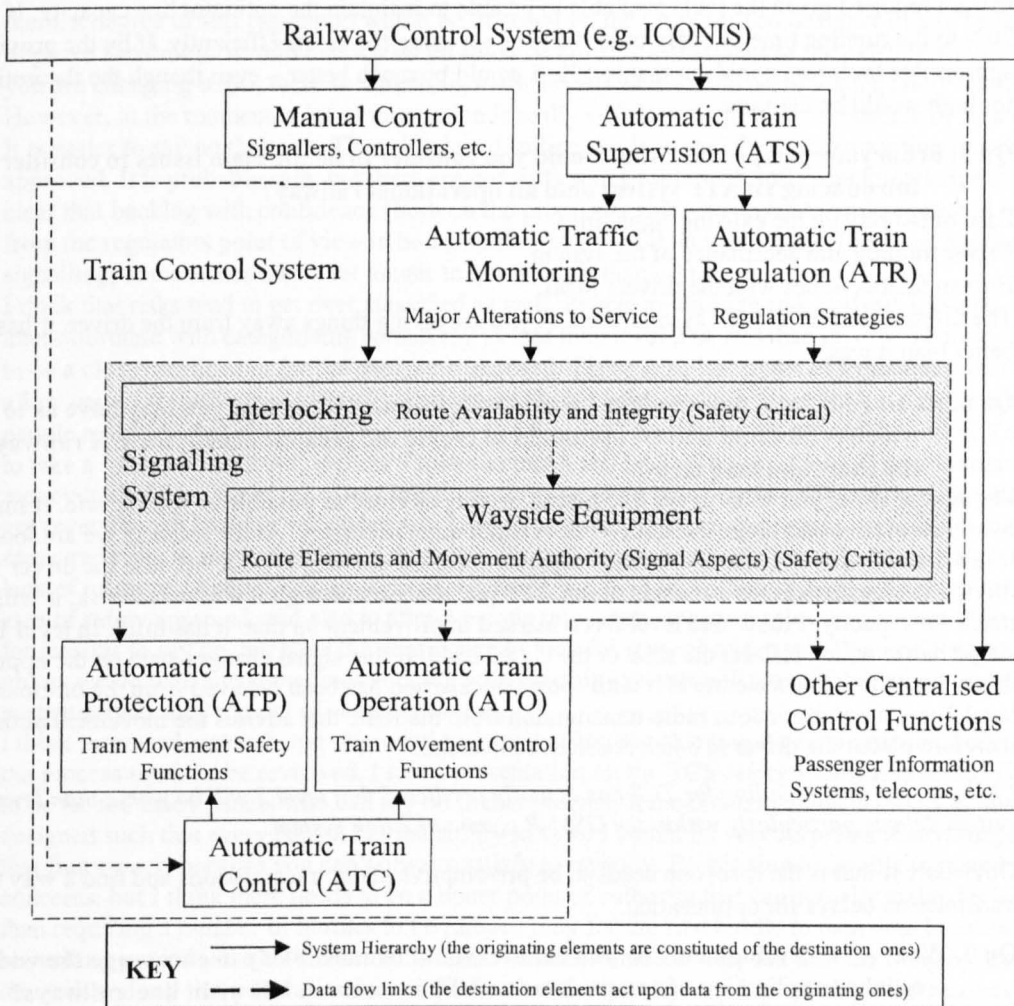 Railway Control System (e.g. ICONIS)
Manual Control
Signallers, Controllers, etc.
Automatic Train
Supervision (ATS)
Train Control System
Automatic Traffic
Monitoring
Major Alterations to Service
Automatic Train
Regulation (ATR)
Regulation Strategies
Interlocking Route Availability and Integrity (Safety Critical)
Signalling
System
Wayside Equipment
Route Elements and Movement Authority (Signal Aspects) (Safety Critical)
Automatic Train
Protection (ATP)
Train Movement Safety
Functions
Automatic Train
Operation (ATO)
Train Movement Control
Functions
Other Centralised
Control Functions
Passenger Information
Systems, telecoms, etc.
Automatic Train
Control (ATC)
KEY
System Hierarchy (the originating elements are constituted of the destination ones)
Data flow links (the destination elements act upon data from the originating ones)